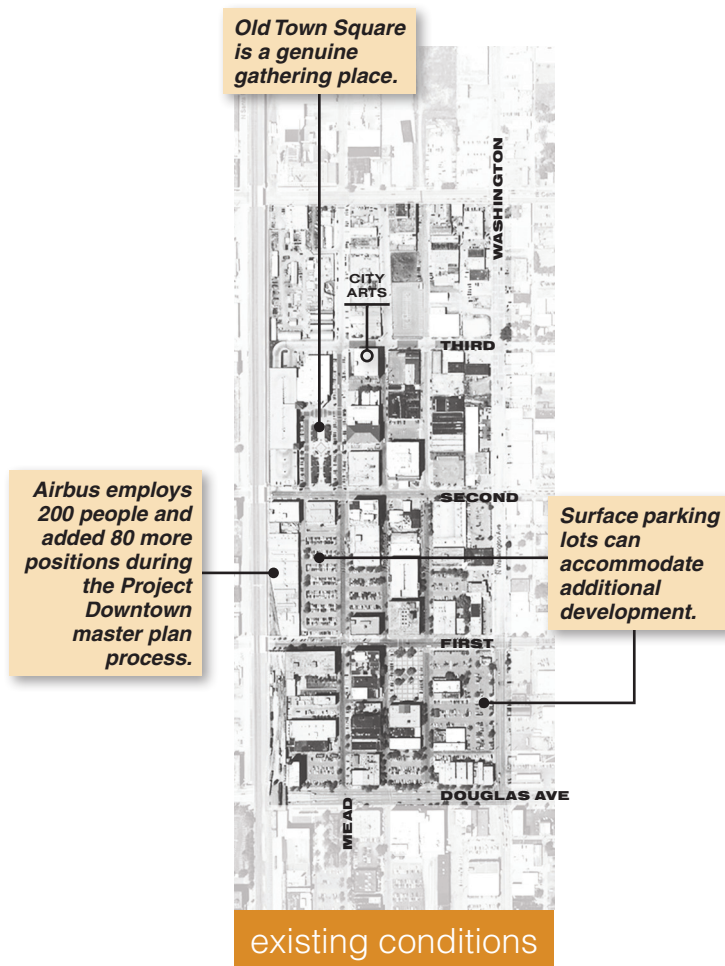 Old Town Square
is a genuine
gathering place.
WASHINGTON
CITY
ARTS
THIRD
Airbus employs
200 people and
added 80 more
positions during
the Project
Downtown
master plan
process.
SECOND
Surface parking
lots can
accommodate
additional
development.
FIRST
DOUGLAS AVE
MEAD
existing conditions